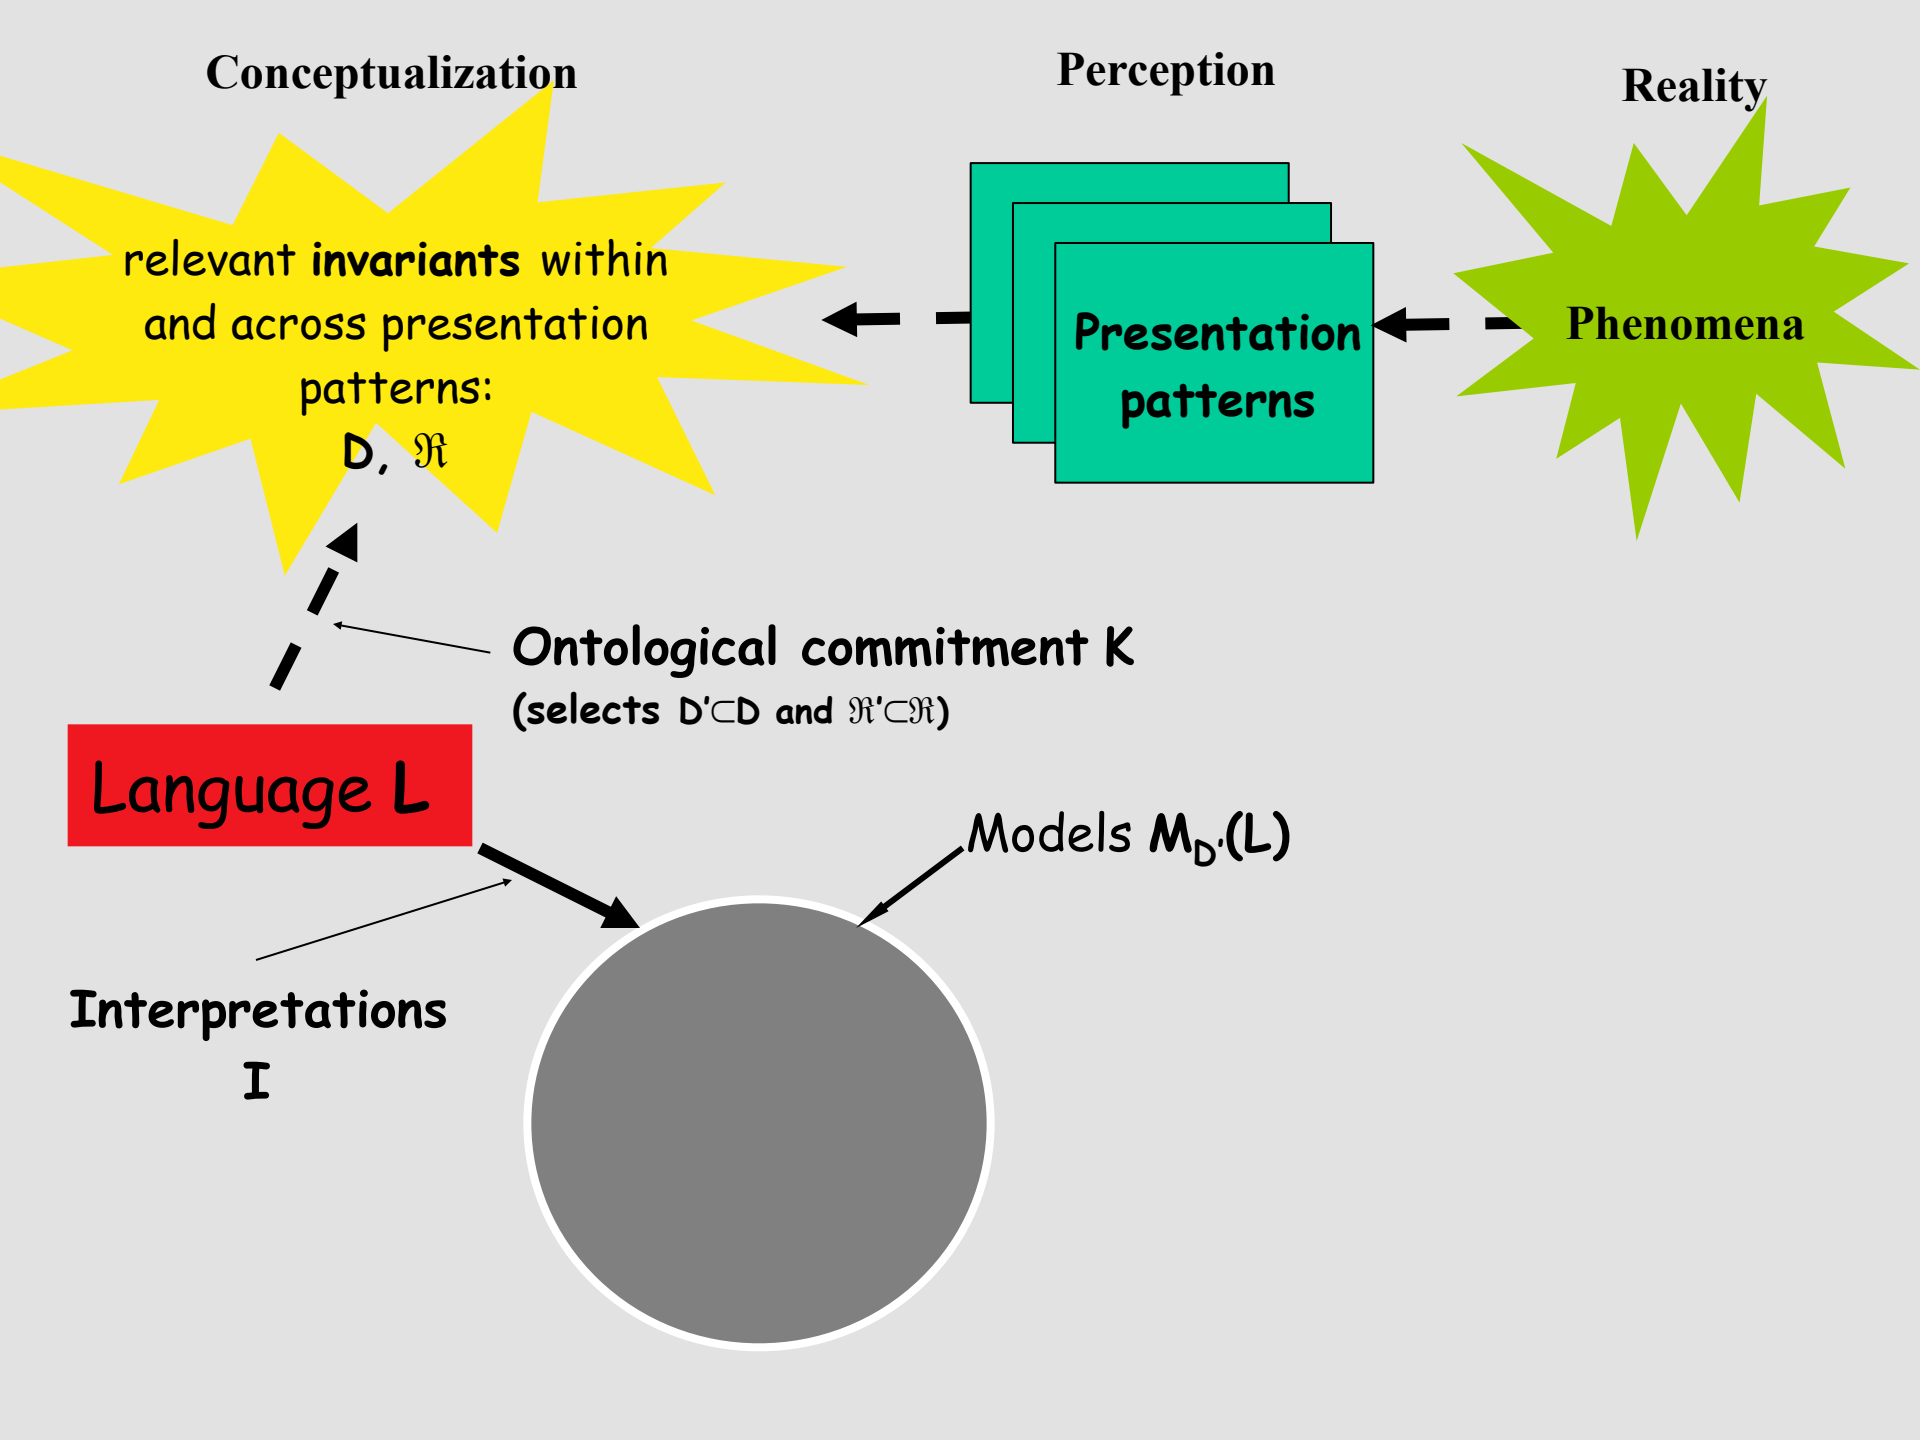 Conceptualization
Perception
Reality
relevant invariants within
and across presentation
patterns:
D, ℜ
Presentation
patterns
Phenomena
Ontological commitment K
(selects D'⊂D and ℜ'⊂ℜ)
Language L
Models M_D'(L)
Interpretations
I